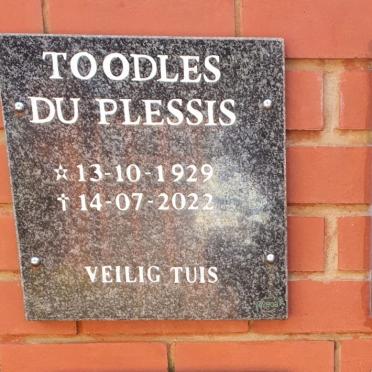 TOODLES
DU PLESSIS
☆ 13-10-1929
† 14-07-2022
VEILIG TUIS